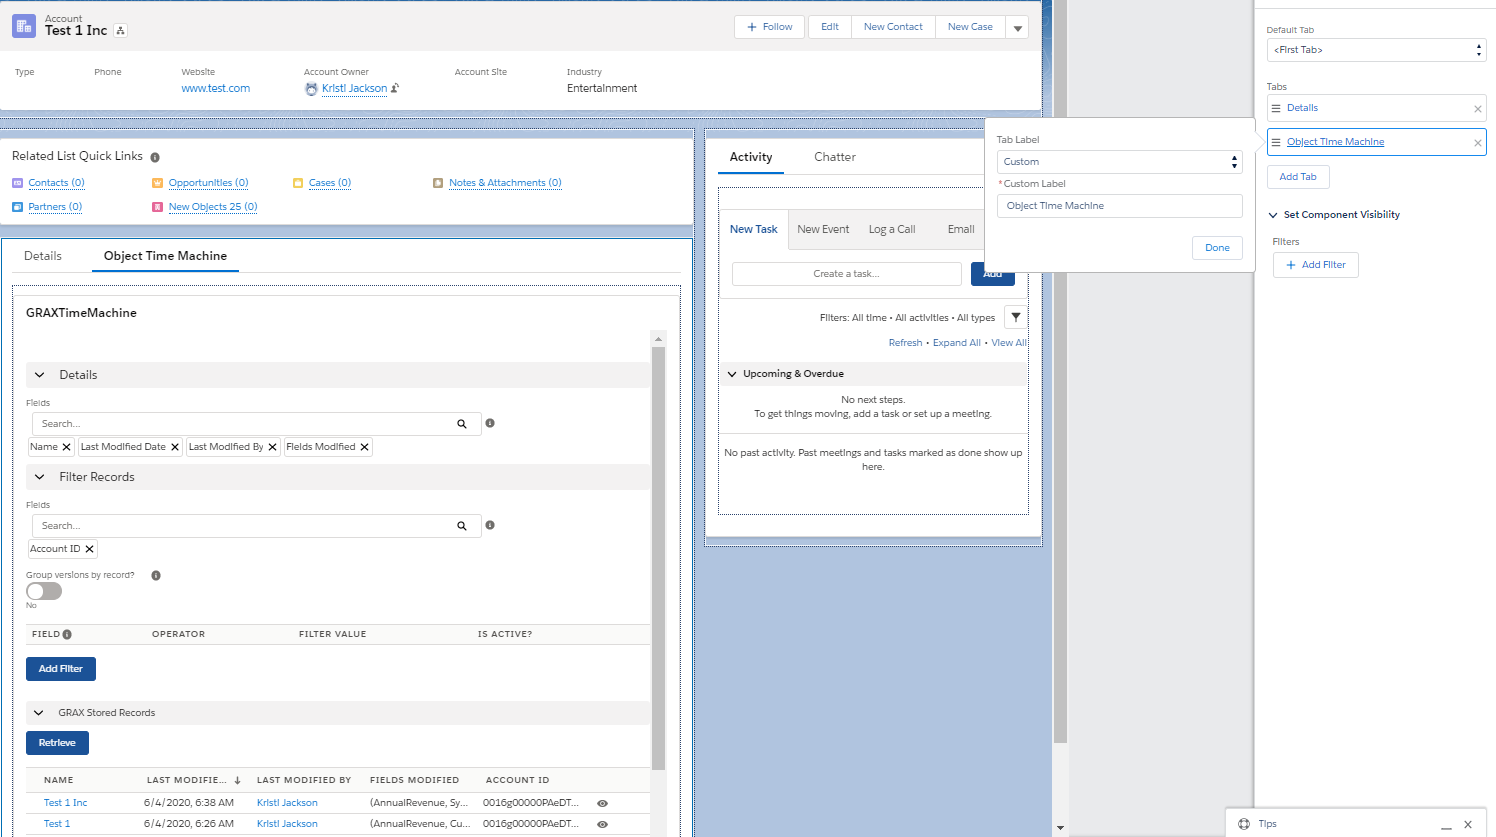 Account
Test 1 Inc
Follow
Edit
New Contact
New Case
Type
Phone
Website
www.test.com
Account Owner
Kristi Jackson
Account Site
Industry
Entertainment
Related List Quick Links
Contacts (0)
Opportunities (0)
Cases (0)
Notes & Attachments (0)
Partners (0)
New Objects 25 (0)
Details
Object Time Machine
GRAXTimeMachine
Details
Fields
Search...
Name
Last Modified Date
Last Modified By
Fields Modified
Filter Records
Fields
Search...
Account ID
Group versions by record?
No
FIELD
OPERATOR
FILTER VALUE
IS ACTIVE?
Add Filter
GRAX Stored Records
Retrieve
NAME
LAST MODIFIE...
LAST MODIFIED BY
FIELDS MODIFIED
ACCOUNT ID
Test 1 Inc
6/4/2020, 6:38 AM
Kristi Jackson
(AnnualRevenue, Sy...
0016g00000PAeDT...
Test 1
6/4/2020, 6:26 AM
Kristi Jackson
(AnnualRevenue, Cu...
0016g00000PAeDT...
Activity
Chatter
New Task
New Event
Log a Call
Email
Create a task...
Add
Filters: All time • All activities • All types
Refresh • Expand All • View All
Upcoming & Overdue
No next steps.
To get things moving, add a task or set up a meeting.
No past activity. Past meetings and tasks marked as done show up
here.
Tab Label
Custom
*Custom Label
Object Time Machine
Done
Default Tab
<First Tab>
Tabs
Details
Object Time Machine
Add Tab
Set Component Visibility
Filters
Add Filter
Tips